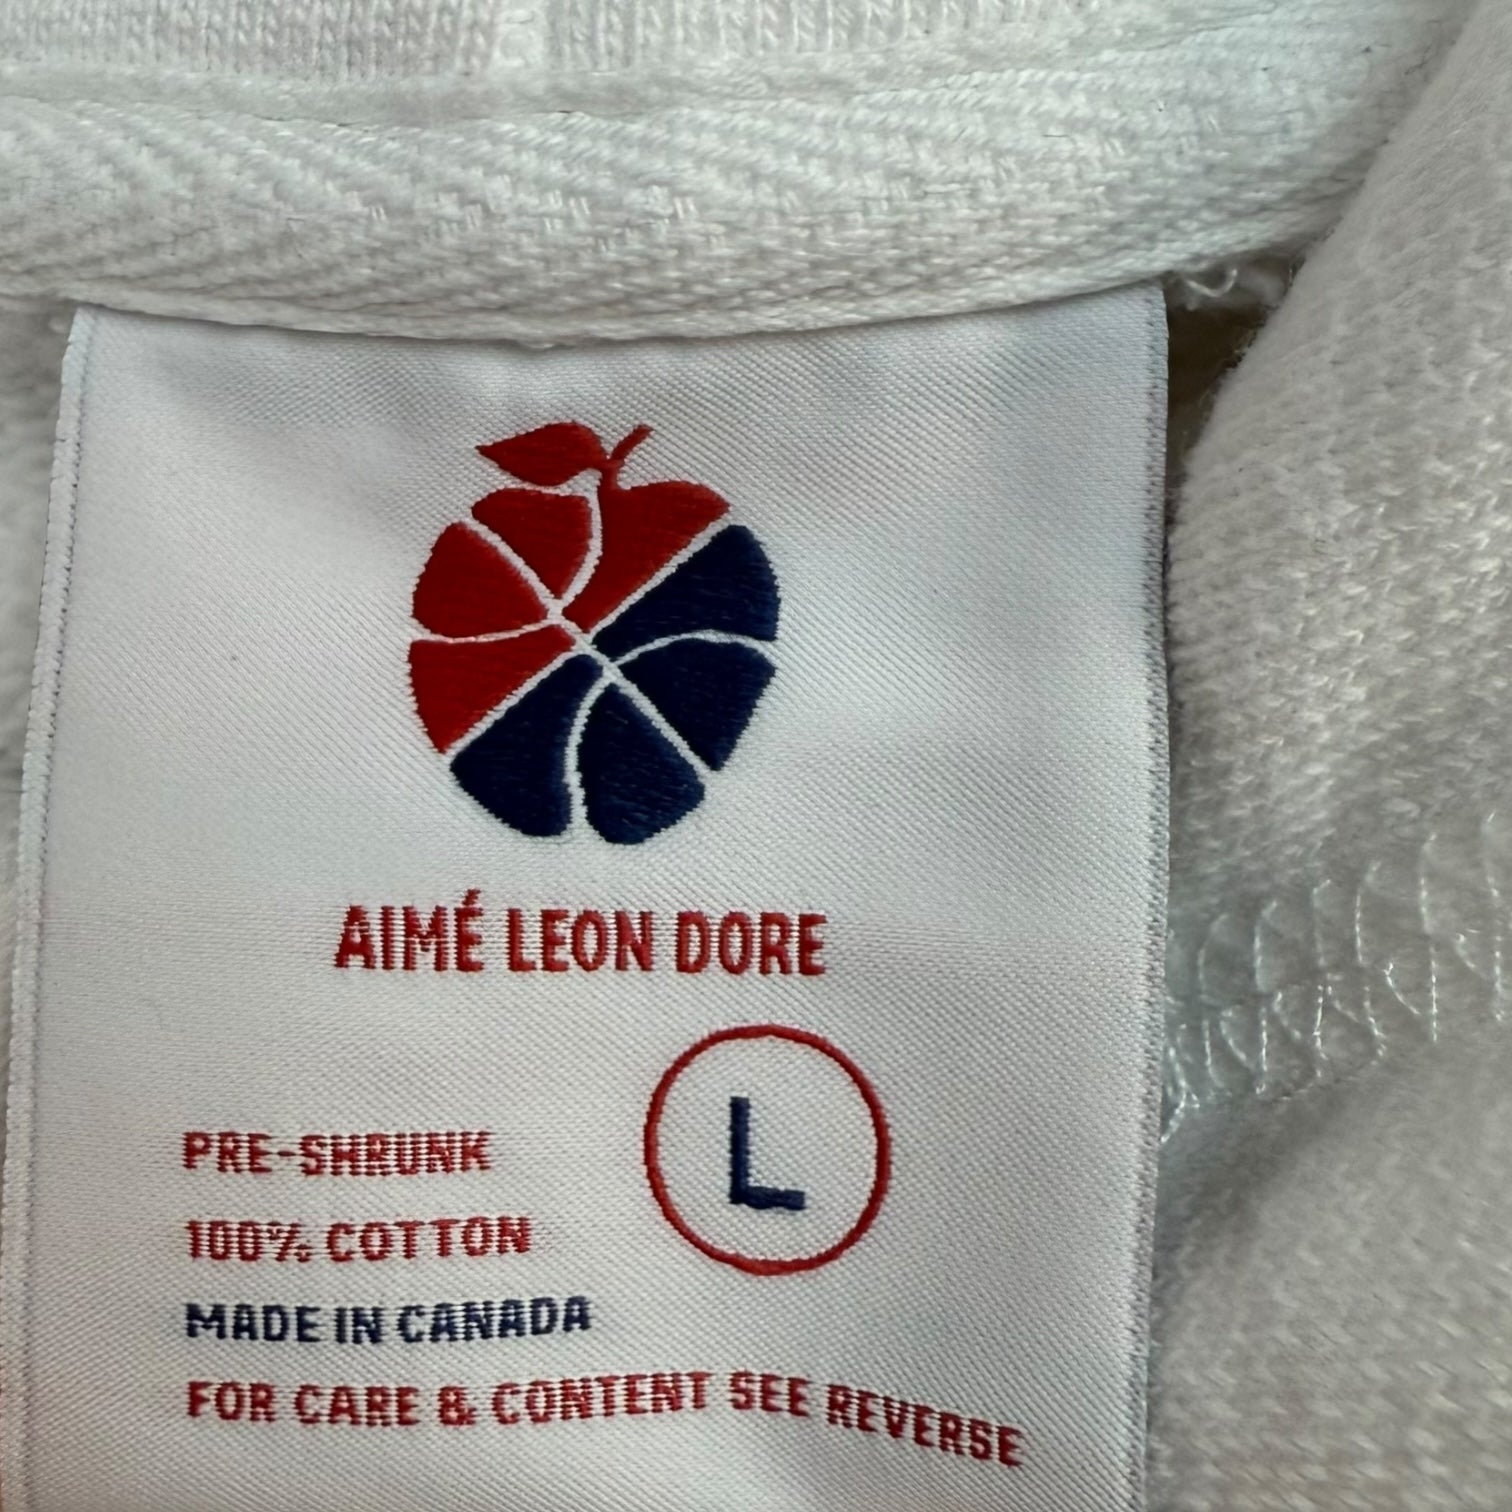 AIMÉ LEON DORE
L
PRE-SHRUNK
100% COTTON
MADE IN CANADA
FOR CARE & CONTENT SEE REVERSE